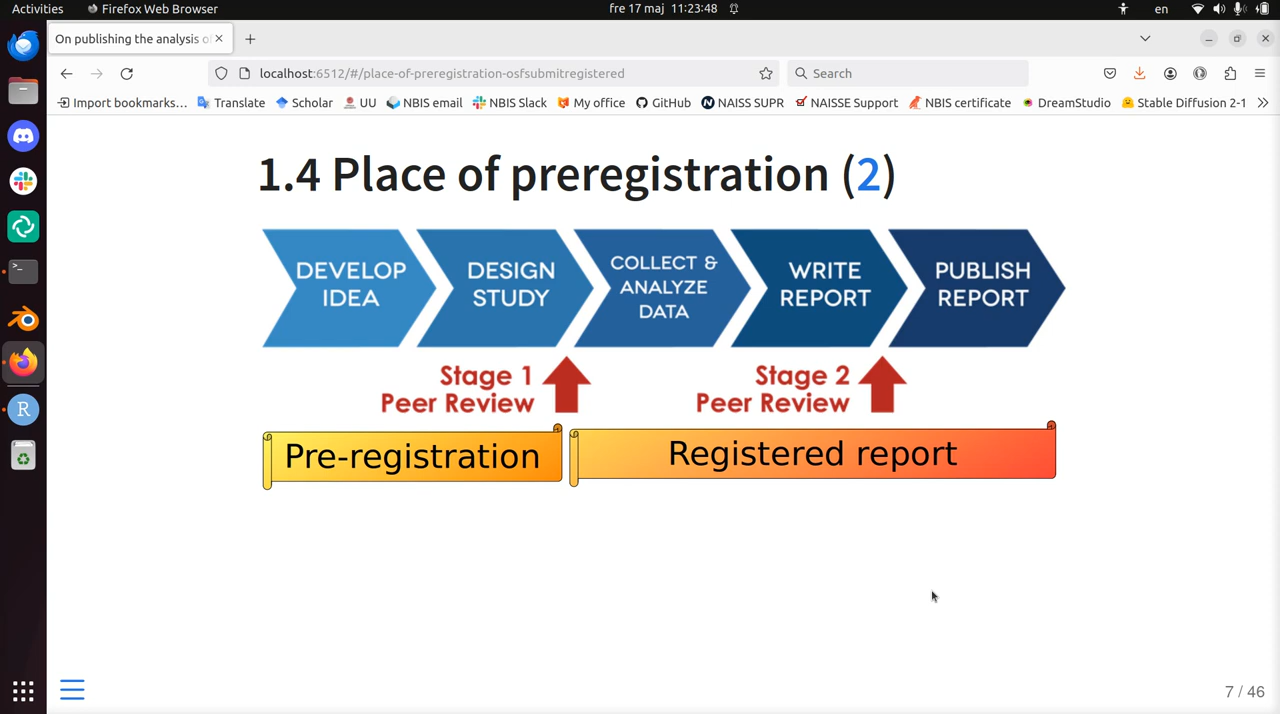 Activities
Firefox Web Browser
fre 17 maj 11:23:48
en
On publishing the analysis of
localhost:6512/#/place-of-preregistration-osfsubmitregistered
Search
Import bookmarks...
Translate
Scholar
UU
NBIS email
NBIS Slack
My office
GitHub
NAISS SUPR
NAISSE Support
NBIS certificate
DreamStudio
Stable Diffusion 2-1
1.4 Place of preregistration (2)
DEVELOP
IDEA
DESIGN
STUDY
COLLECT &
ANALYZE
DATA
WRITE
REPORT
PUBLISH
REPORT
Stage 1
Peer Review
Stage 2
Peer Review
Pre-registration
Registered report
7 / 46